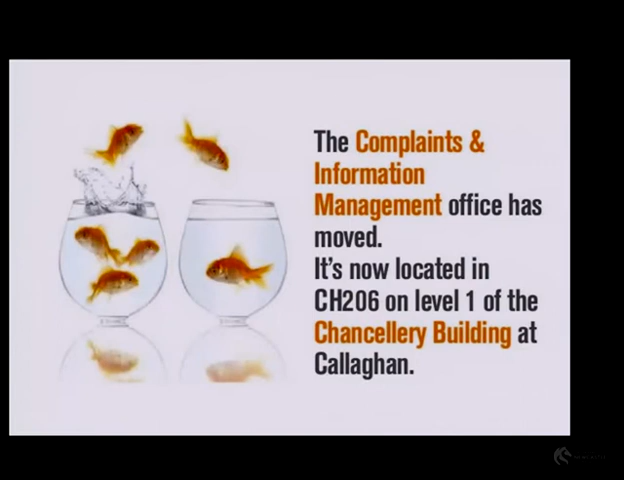 The Complaints &
Information
Management office has
moved.
It's now located in
CH206 on level 1 of the
Chancellery Building at
Callaghan.